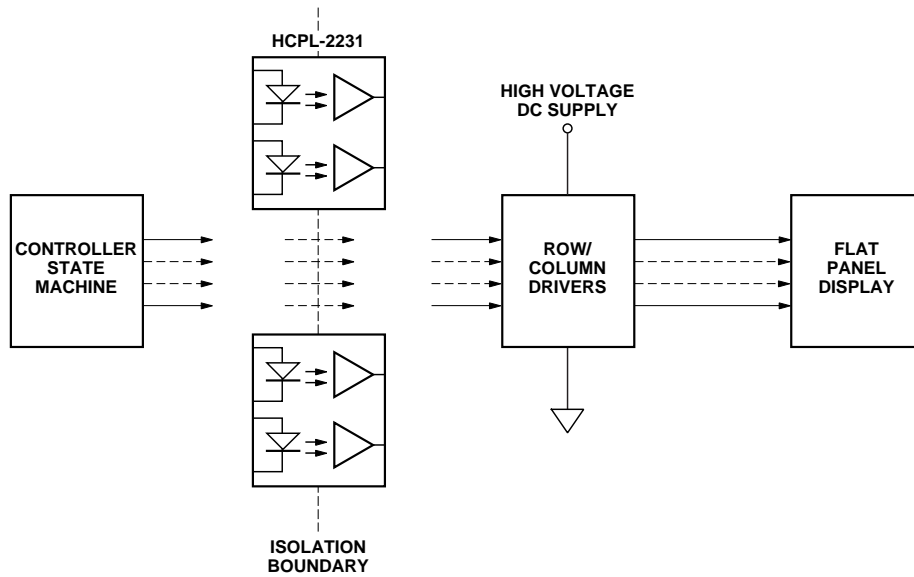 HCPL-2231
HIGH VOLTAGE
DC SUPPLY
CONTROLLER
STATE
MACHINE
ROW/
COLUMN
DRIVERS
FLAT
PANEL
DISPLAY
ISOLATION
BOUNDARY